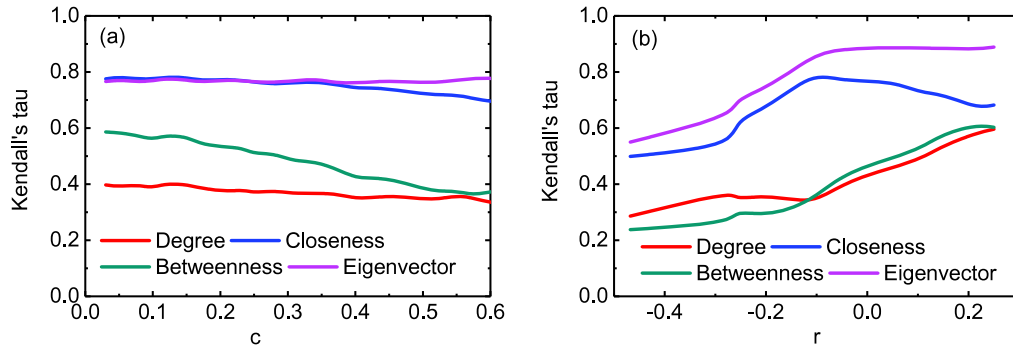 (a)
Kendall's tau
1.0
0.8
0.6
0.4
0.2
0.0
Degree Closeness
Betweenness Eigenvector
0.0 0.1 0.2 0.3 0.4 0.5 0.6
c
(b)
Kendall's tau
1.0
0.8
0.6
0.4
0.2
0.0
Degree Closeness
Betweenness Eigenvector
-0.4 -0.2 0.0 0.2
r